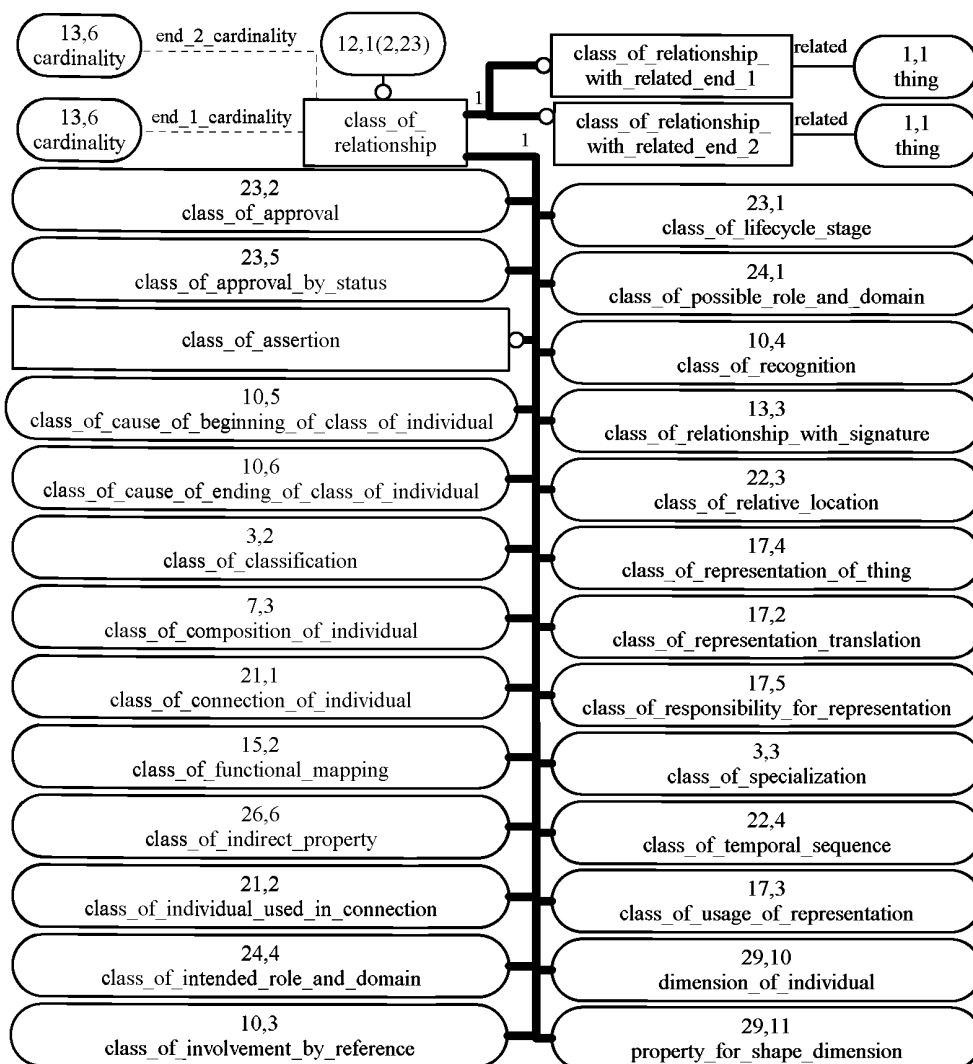 13,6
cardinality
end_2_cardinality
12,1(2,23)
class_of_relationship_
with_related_end_1
related
1,1
thing
13,6
cardinality
end_1_cardinality
class_of_
relationship
1
1
class_of_relationship_
with_related_end_2
related
1,1
thing
23,2
class_of_approval
23,5
class_of_approval_by_status
class_of_assertion
10,5
class_of_cause_of_beginning_of_class_of_individual
10,6
class_of_cause_of_ending_of_class_of_individual
3,2
class_of_classification
7,3
class_of_composition_of_individual
21,1
class_of_connection_of_individual
15,2
class_of_functional_mapping
26,6
class_of_indirect_property
21,2
class_of_individual_used_in_connection
24,4
class_of_intended_role_and_domain
10,3
class_of_involvement_by_reference
23,1
class_of_lifecycle_stage
24,1
class_of_possible_role_and_domain
10,4
class_of_recognition
13,3
class_of_relationship_with_signature
22,3
class_of_relative_location
17,4
class_of_representation_of_thing
17,2
class_of_representation_translation
17,5
class_of_responsibility_for_representation
3,3
class_of_specialization
22,4
class_of_temporal_sequence
17,3
class_of_usage_of_representation
29,10
dimension_of_individual
29,11
property_for_shape_dimension